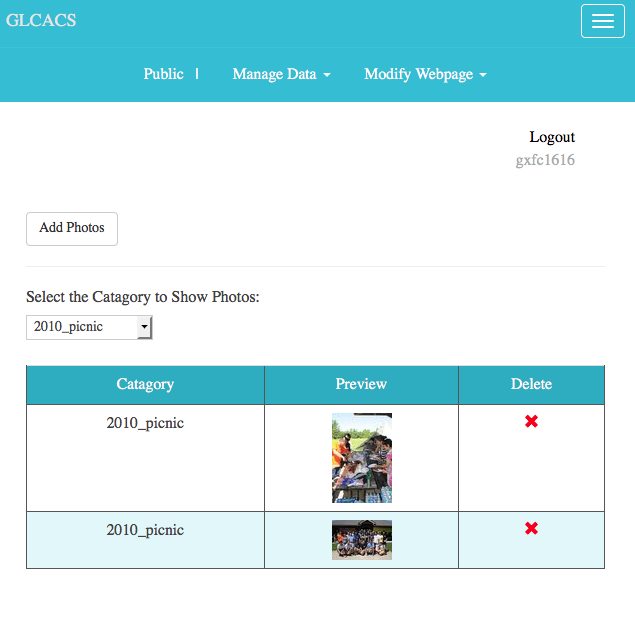 GLCACS
Public | Manage Data Modify Webpage
Logout
gxfc1616
Add Photos
Select the Catagory to Show Photos:
2010_picnic
Catagory Preview Delete
2010_picnic
2010_picnic